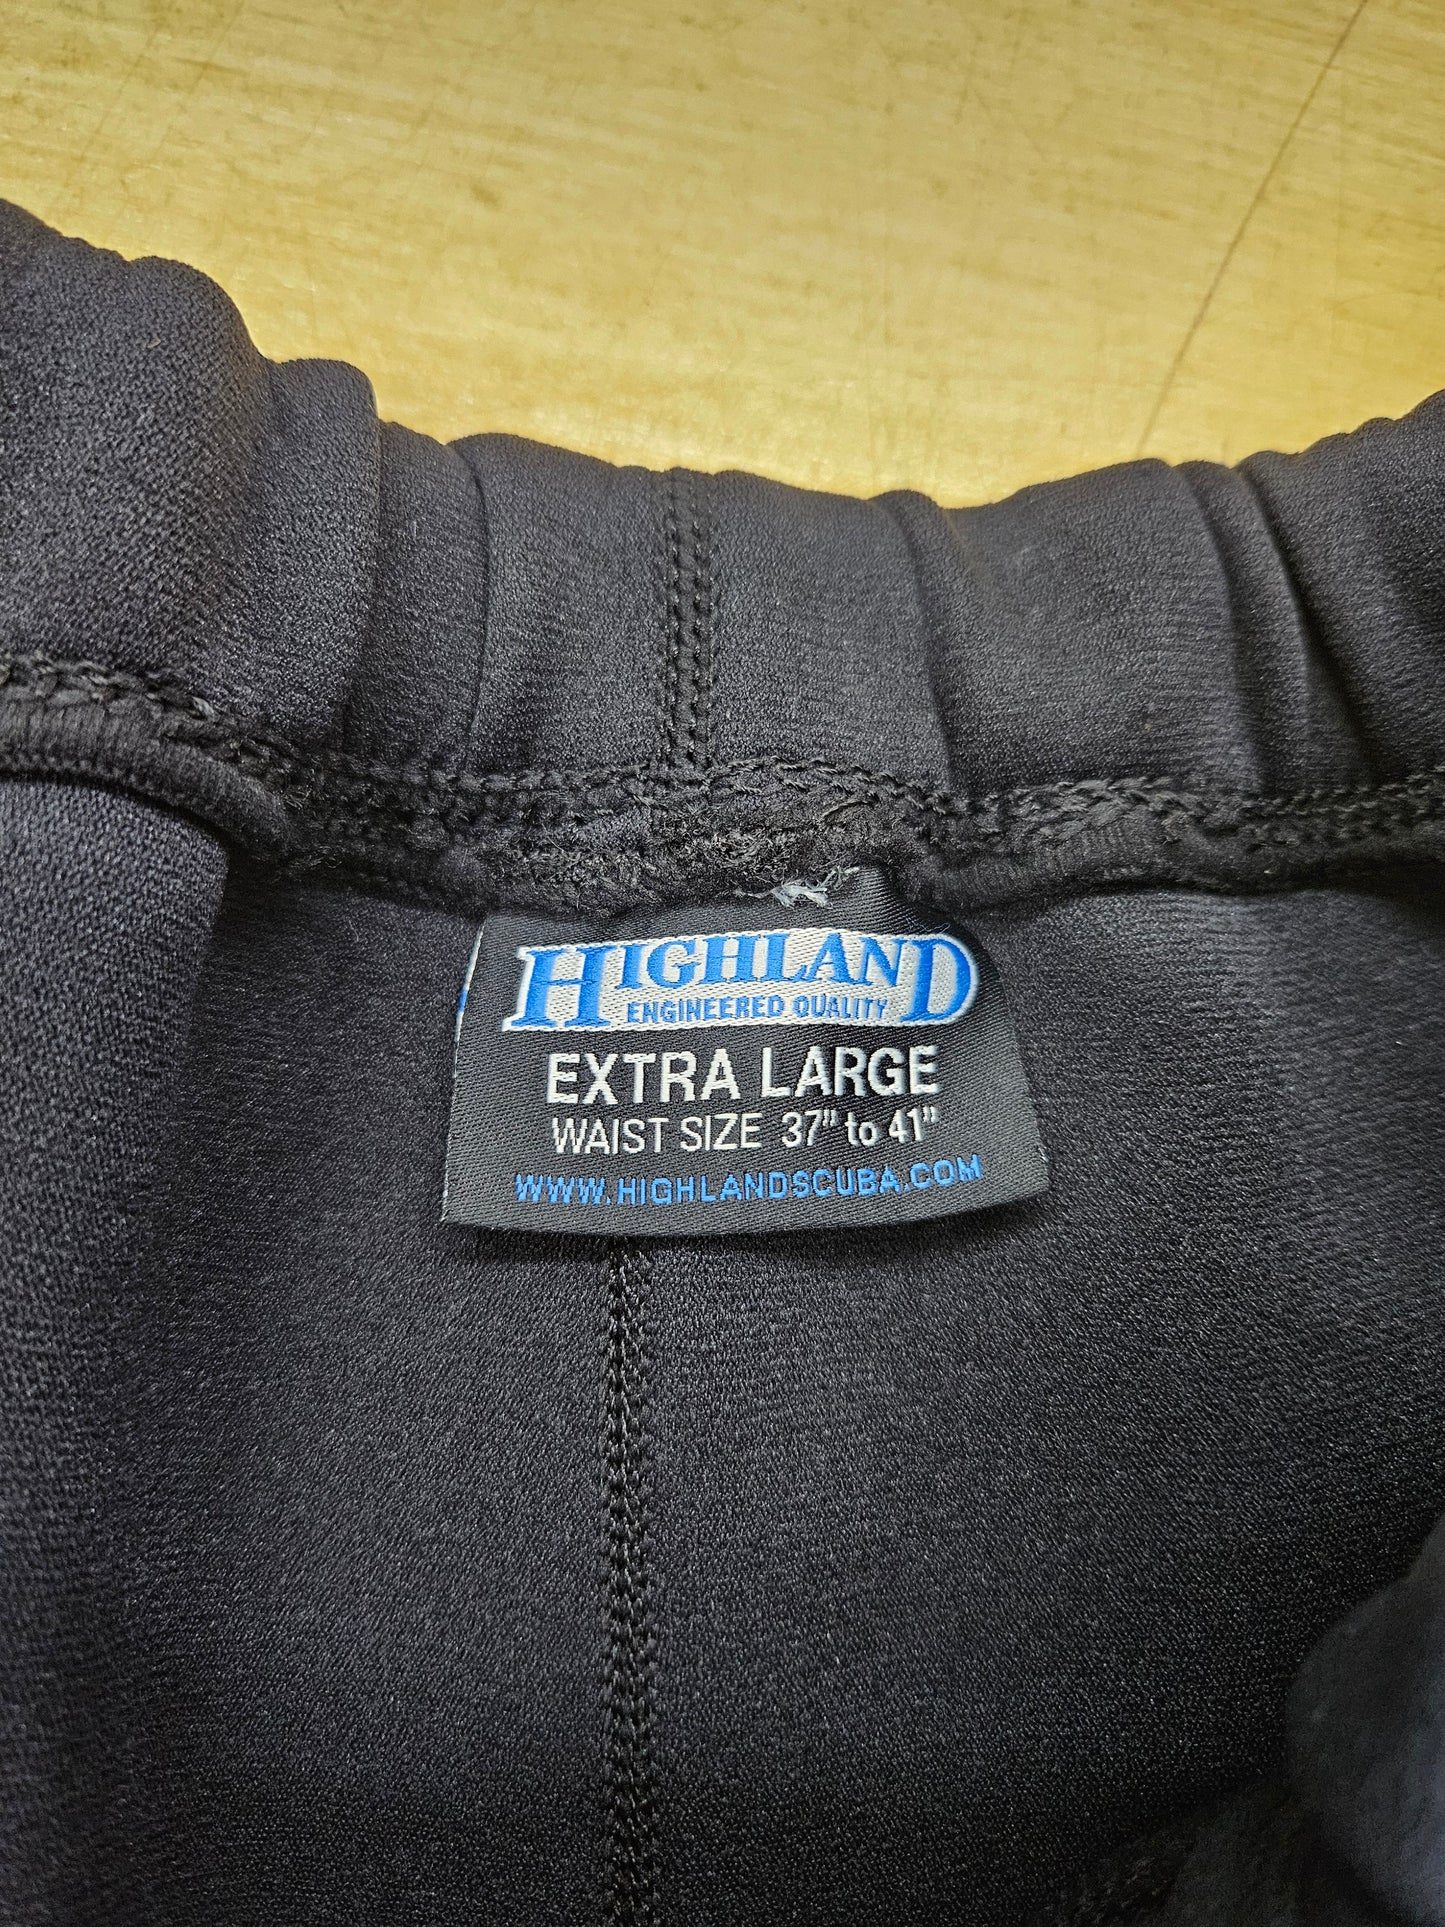 HIGHLAND
ENGINEERED QUALITY
EXTRA LARGE
WAIST SIZE 37" to 41"
WWW.HIGHLANDSCUBA.COM